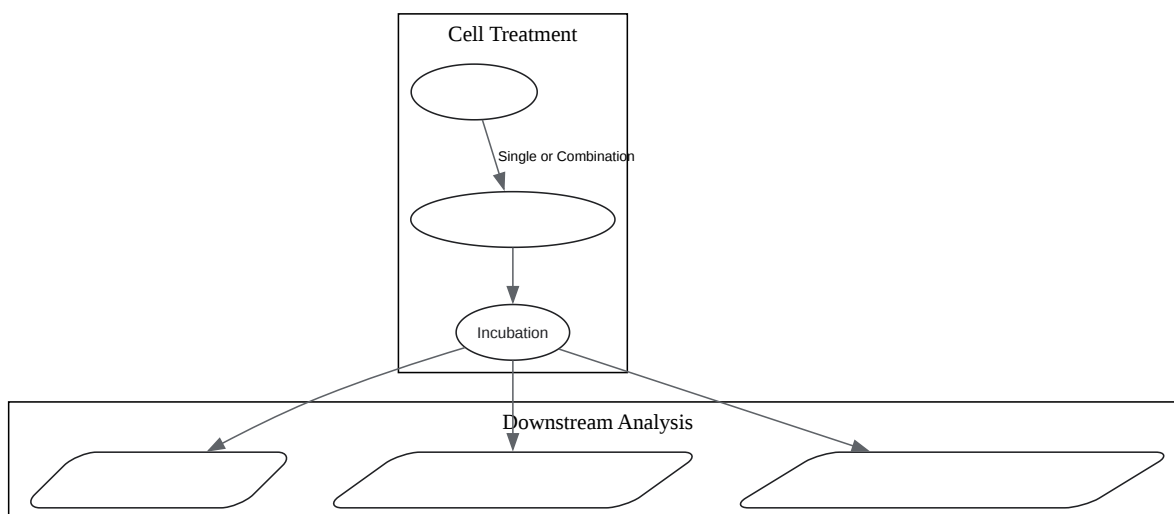 Cell Treatment
Single or Combination
Incubation
Downstream Analysis